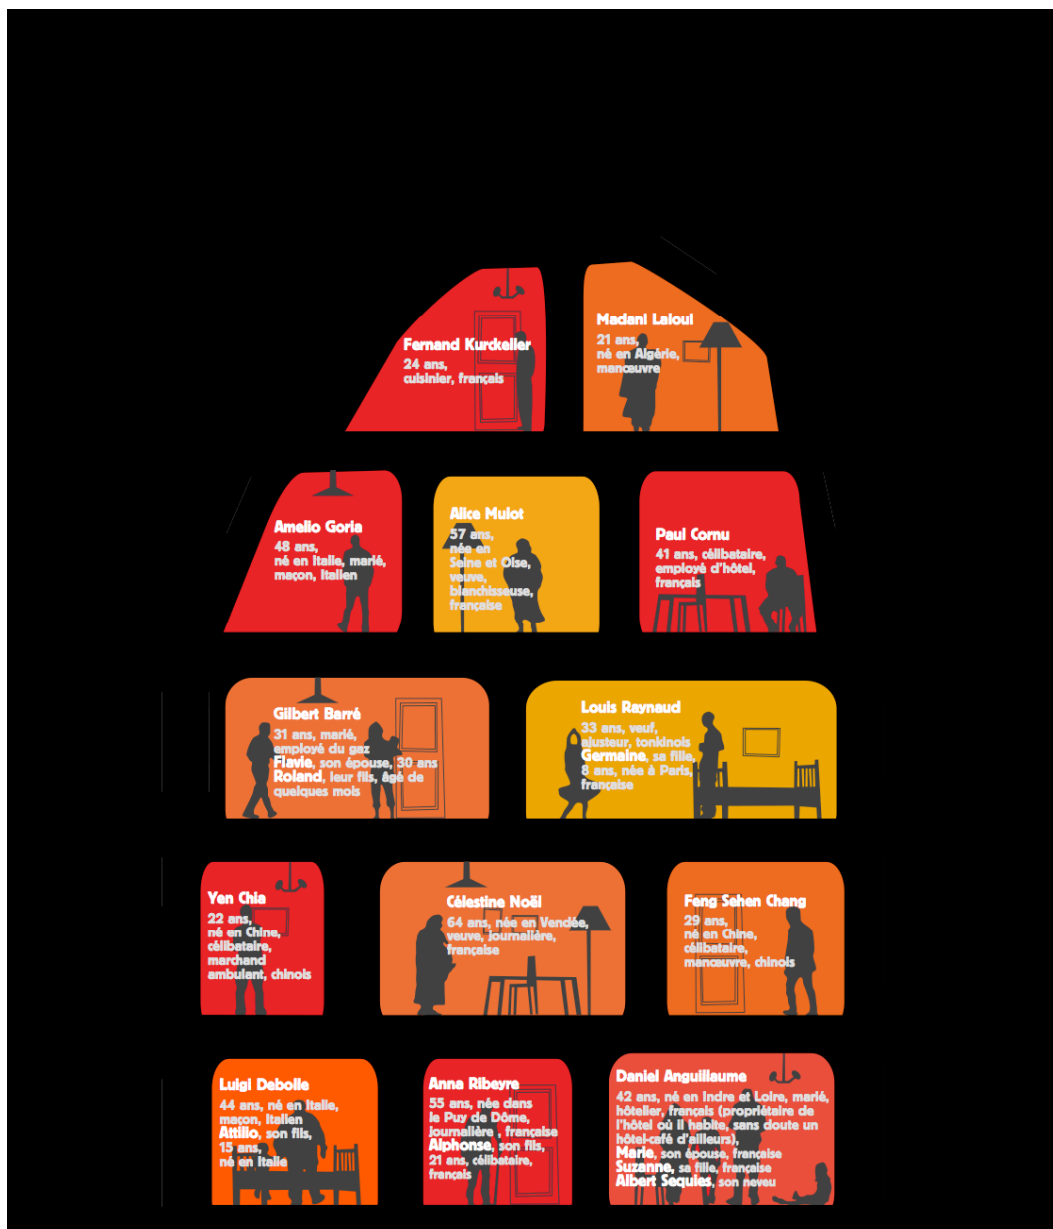 Fernand Kurckeller
24 ans,
cuisinier, français
Madani Laloui
21 ans,
né en Algérie,
manœuvre
Amelio Goria
48 ans,
né en Italie, marié,
maçon, Italien
Alice Mulot
57 ans,
née en
Seine et Oise,
veuve,
blanchisseuse,
française
Paul Cornu
41 ans, célibataire,
employé d'hôtel,
français
Gilbert Barré
31 ans, marié,
employé du gaz
Flavie, son épouse, 30 ans
Roland, leur fils, âgé de
quelques mois
Louis Raynaud
33 ans, veuf,
ajusteur, tonkinois
Germaine, sa fille,
8 ans, née à Paris,
française
Yen Chia
22 ans,
né en Chine,
célibataire,
marchand
ambulant, chinois
Célestine Noël
64 ans, née en Vendée,
veuve, journalière,
française
Feng Sehen Chang
29 ans,
né en Chine,
célibataire,
manœuvre, chinois
Luigi Debolle
44 ans, né en Italie,
maçon, Italien
Attilio, son fils,
15 ans,
né en Italie
Anna Ribeyre
55 ans, née dans
le Puy de Dôme,
journalière , française
Alphonse, son fils,
21 ans, célibataire,
français
Daniel Anguillaume
42 ans, né en Indre et Loire, marié,
hôtelier, français (propriétaire de
l'hôtel où il habite, sans doute un
hôtel-café d'ailleurs),
Marie, son épouse, française
Suzanne, sa fille, française
Albert Sequies, son neveu